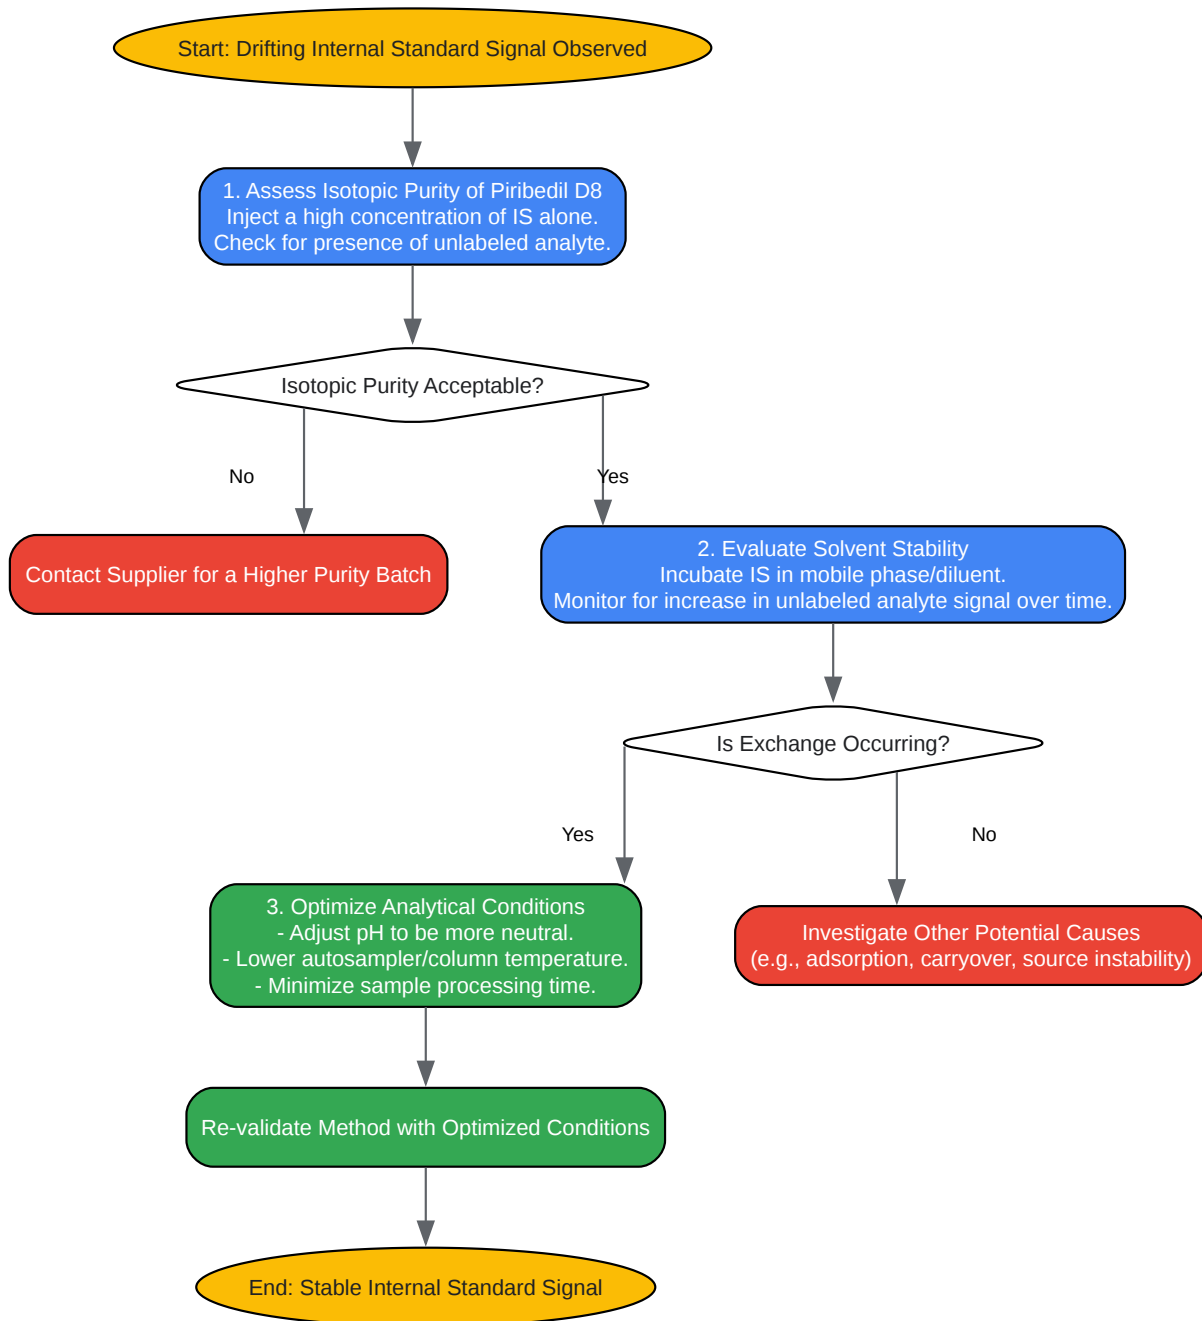 Start: Drifting Internal Standard Signal Observed
1. Assess Isotopic Purity of Piribedil D8
Inject a high concentration of IS alone.
Check for presence of unlabeled analyte.
Isotopic Purity Acceptable?
No
Yes
Contact Supplier for a Higher Purity Batch
2. Evaluate Solvent Stability
Incubate IS in mobile phase/diluent.
Monitor for increase in unlabeled analyte signal over time.
Is Exchange Occurring?
Yes
No
3. Optimize Analytical Conditions
- Adjust pH to be more neutral.
- Lower autosampler/column temperature.
- Minimize sample processing time.
Investigate Other Potential Causes
(e.g., adsorption, carryover, source instability)
Re-validate Method with Optimized Conditions
End: Stable Internal Standard Signal